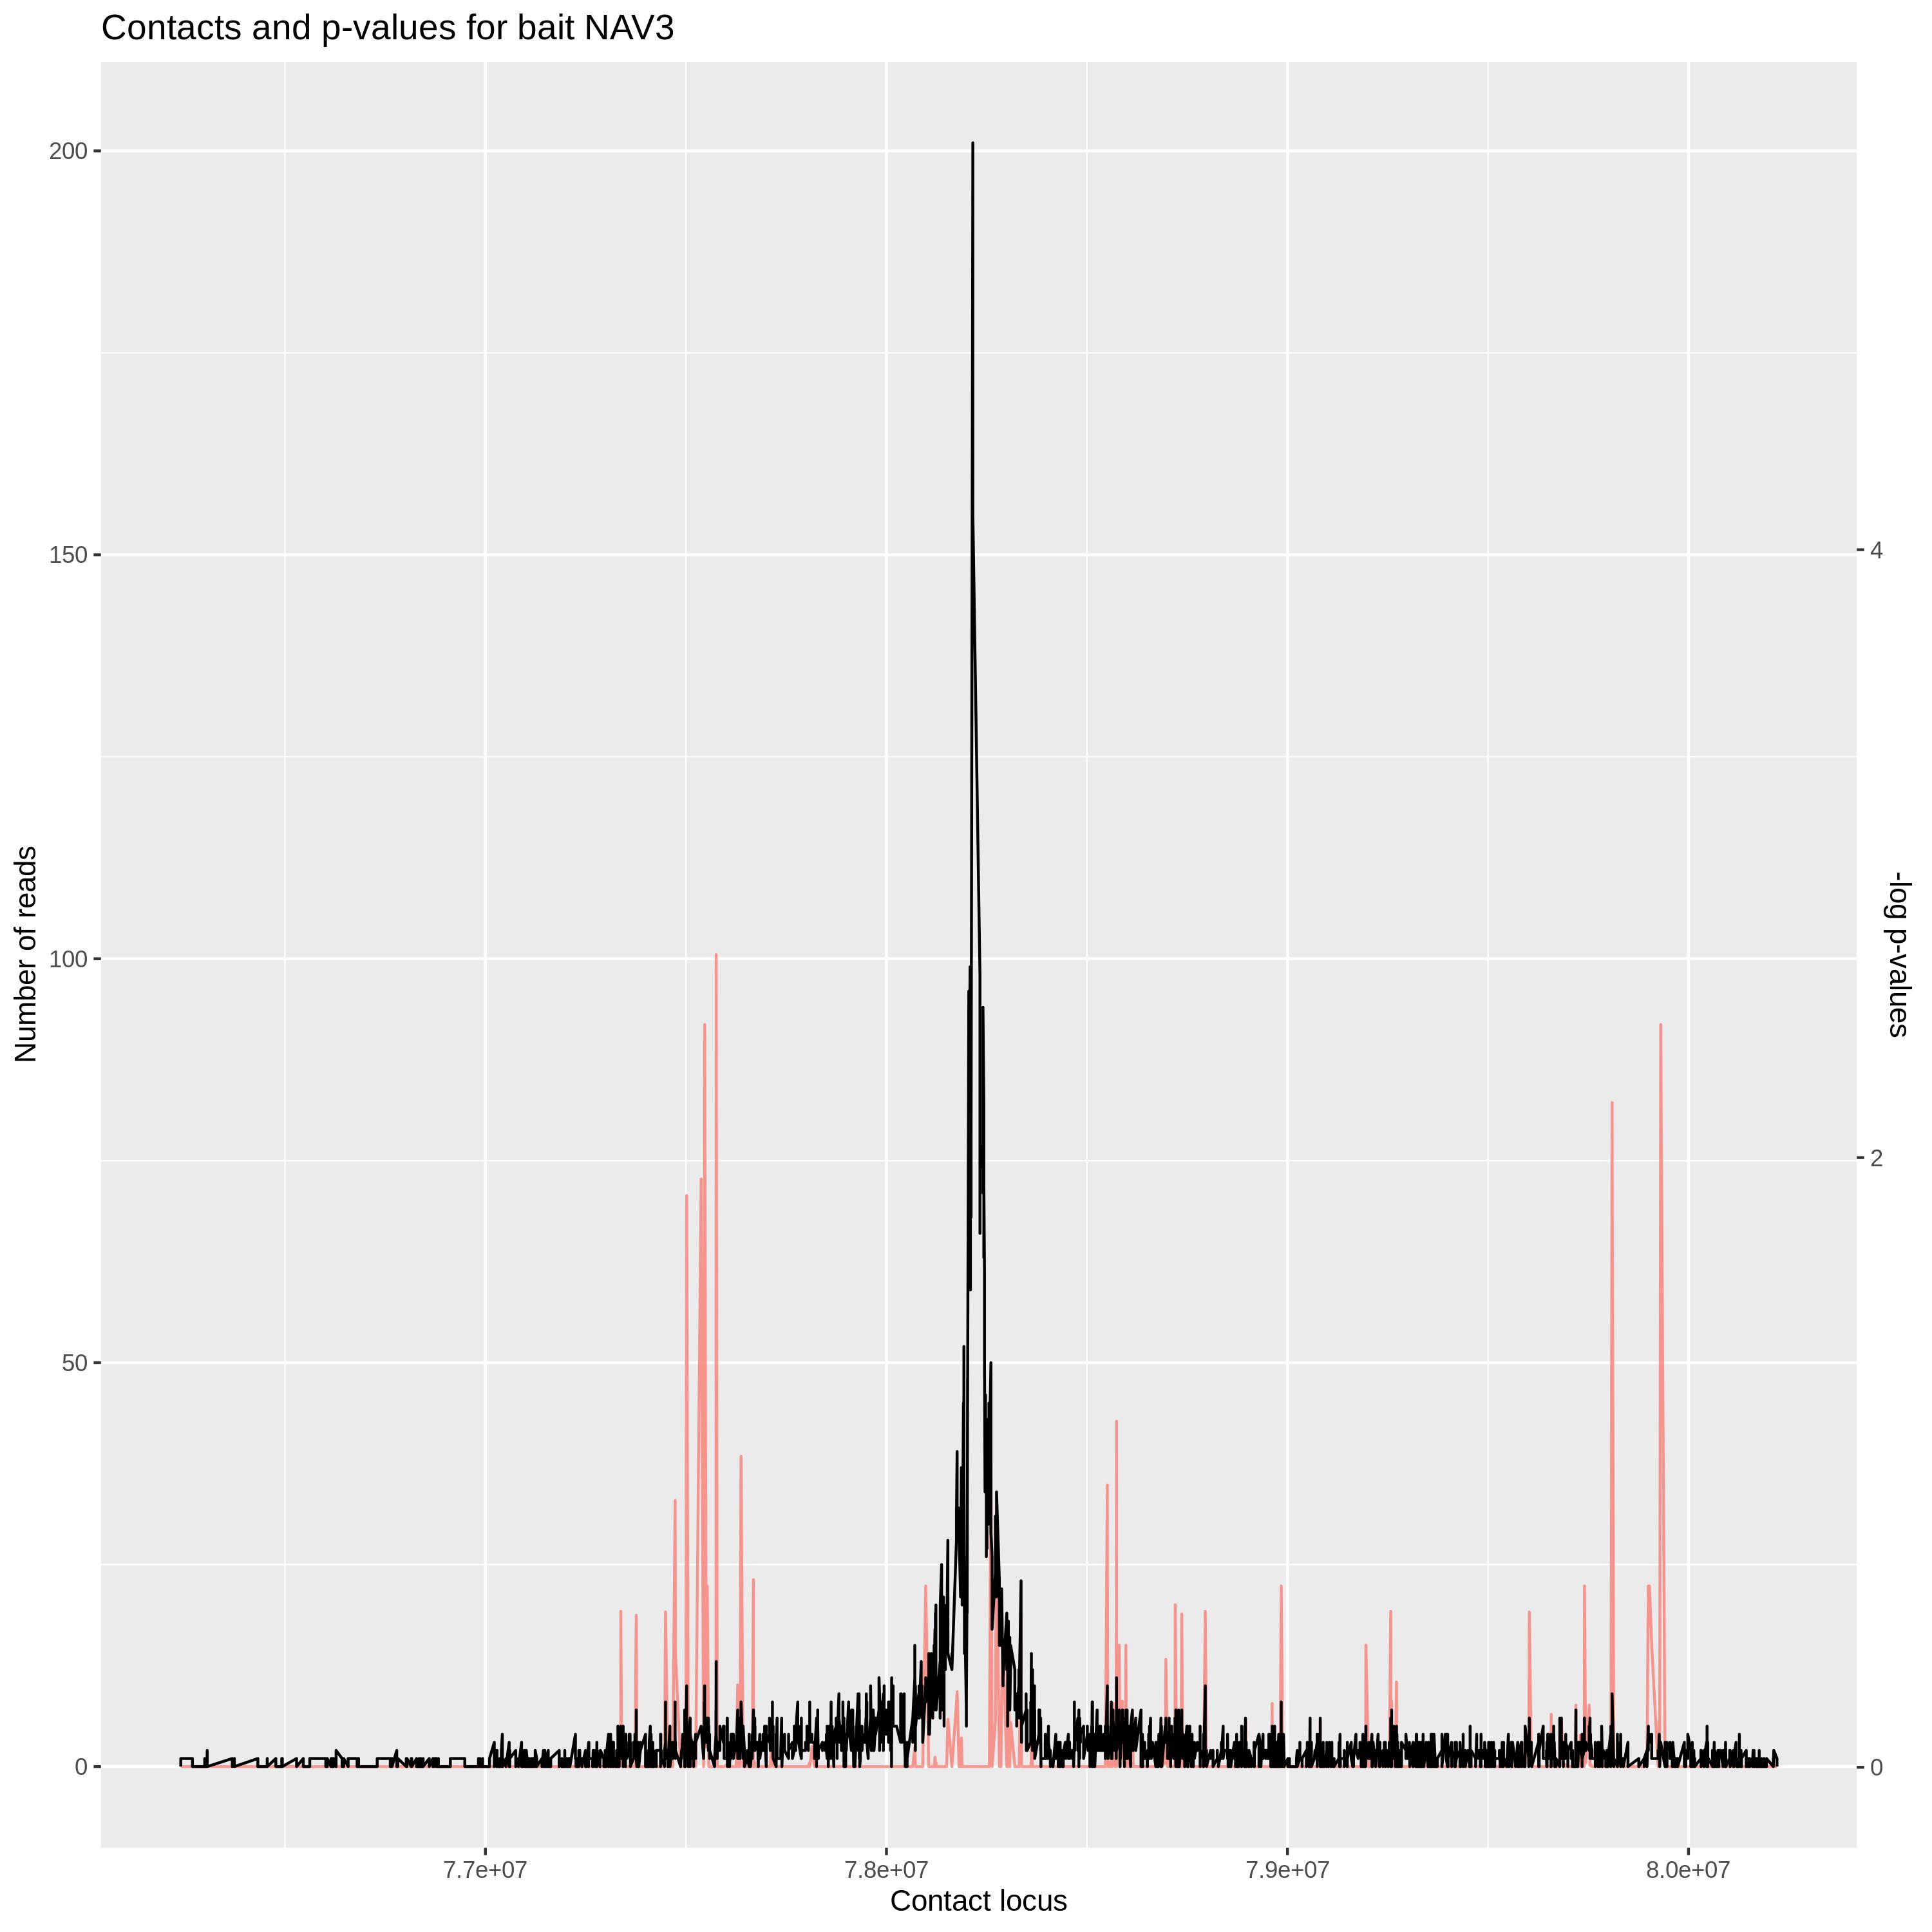 Contacts and p-values for bait NAV3
200
150
100
50
0
Number of reads
4
2
0
-log p-values
7.7e+07
7.8e+07
7.9e+07
8.0e+07
Contact locus